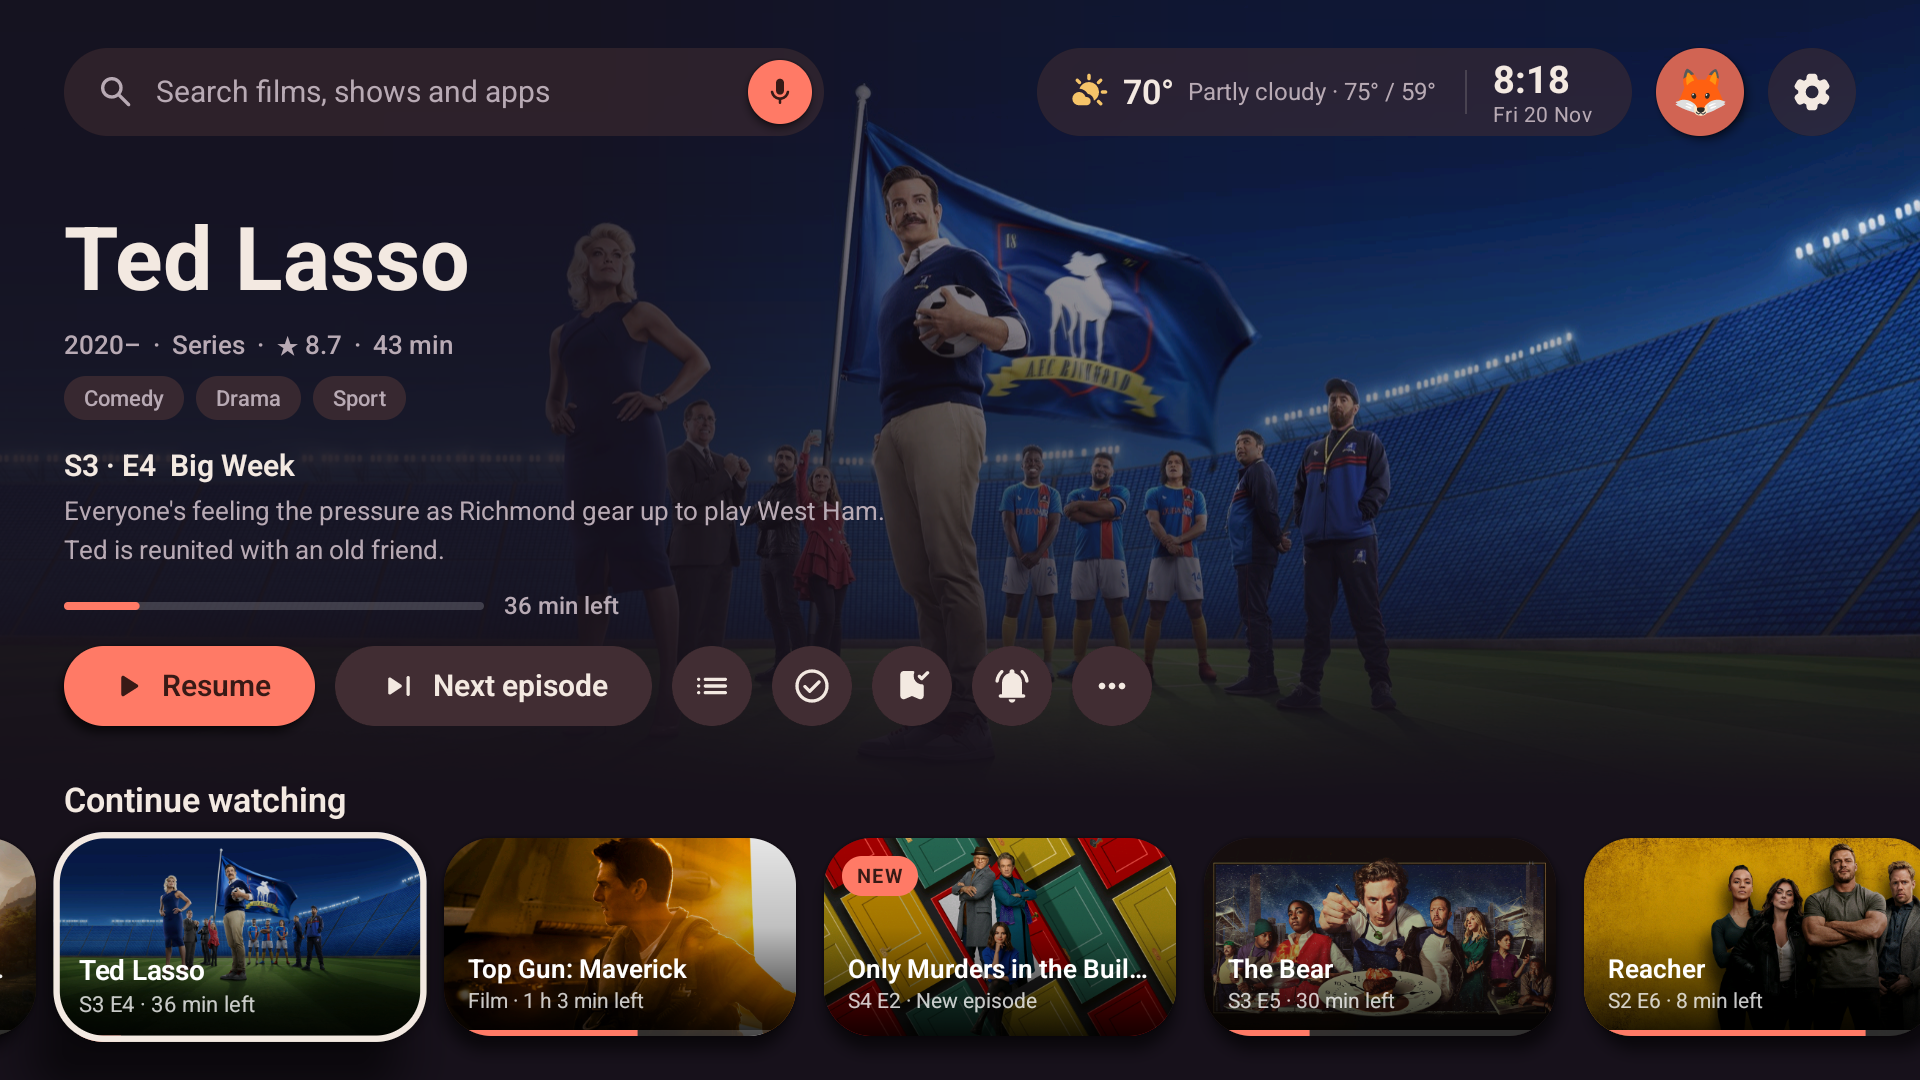 Search films, shows and apps
70° Partly cloudy · 75° / 59°
8:18
Fri 20 Nov
Ted Lasso
2020– · Series · ★ 8.7 · 43 min
Comedy Drama Sport
S3 · E4 Big Week
Everyone's feeling the pressure as Richmond gear up to play West Ham.
Ted is reunited with an old friend.
36 min left
Resume
Next episode
AFC RICHMOND
Continue watching
Ted Lasso
S3 E4 · 36 min left
Top Gun: Maverick
Film · 1 h 3 min left
NEW
Only Murders in the Buil...
S4 E2 · New episode
The Bear
S3 E5 · 30 min left
Reacher
S2 E6 · 8 min left